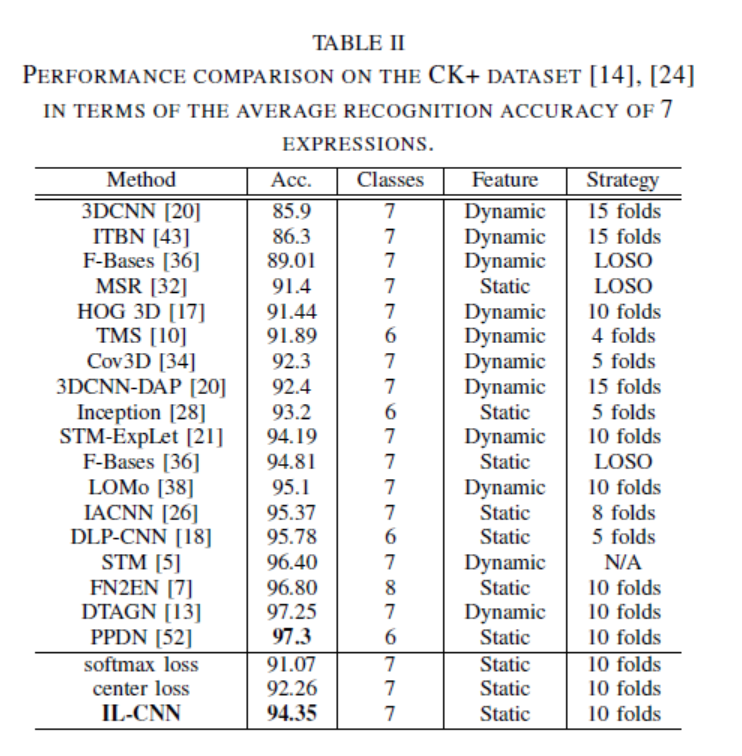 TABLE II
PERFORMANCE COMPARISON ON THE CK+ DATASET [14], [24]
IN TERMS OF THE AVERAGE RECOGNITION ACCURACY OF 7
EXPRESSIONS.
Method Acc. Classes Feature Strategy
3DCNN [20] 85.9 7 Dynamic 15 folds
ITBN [43] 86.3 7 Dynamic 15 folds
F-Bases [36] 89.01 7 Dynamic LOSO
MSR [32] 91.4 7 Static LOSO
HOG 3D [17] 91.44 7 Dynamic 10 folds
TMS [10] 91.89 6 Dynamic 4 folds
Cov3D [34] 92.3 7 Dynamic 5 folds
3DCNN-DAP [20] 92.4 7 Dynamic 15 folds
Inception [28] 93.2 6 Static 5 folds
STM-ExpLet [21] 94.19 7 Dynamic 10 folds
F-Bases [36] 94.81 7 Static LOSO
LOMo [38] 95.1 7 Dynamic 10 folds
IACNN [26] 95.37 7 Static 8 folds
DLP-CNN [18] 95.78 6 Static 5 folds
STM [5] 96.40 7 Dynamic N/A
FN2EN [7] 96.80 8 Static 10 folds
DTAGN [13] 97.25 7 Dynamic 10 folds
PPDN [52] 97.3 6 Static 10 folds
softmax loss 91.07 7 Static 10 folds
center loss 92.26 7 Static 10 folds
IL-CNN 94.35 7 Static 10 folds